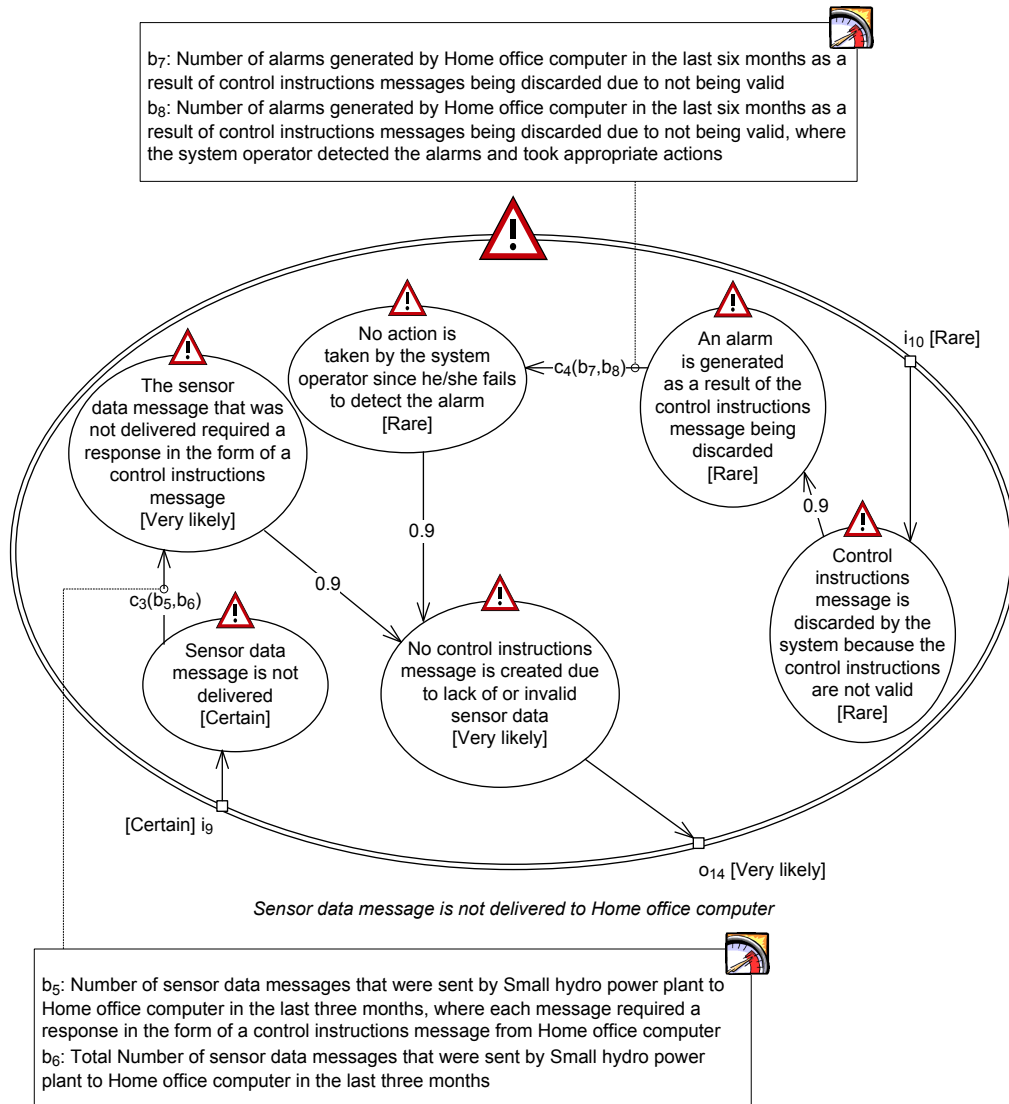 b7: Number of alarms generated by Home office computer in the last six months as a
result of control instructions messages being discarded due to not being valid
b8: Number of alarms generated by Home office computer in the last six months as a
result of control instructions messages being discarded due to not being valid, where
the system operator detected the alarms and took appropriate actions
No action is
taken by the system
operator since he/she fails
to detect the alarm
[Rare]
c4(b7,b8)
An alarm
is generated
as a result of the
control instructions
message being
discarded
[Rare]
i10 [Rare]
The sensor
data message that was
not delivered required a
response in the form of a
control instructions
message
[Very likely]
0.9
0.9
0.9
Control
instructions
message is
discarded by the
system because the
control instructions
are not valid
[Rare]
c3(b5,b6)
Sensor data
message is not
delivered
[Certain]
No control instructions
message is created due
to lack of or invalid
sensor data
[Very likely]
[Certain] i9
o14 [Very likely]
Sensor data message is not delivered to Home office computer
b5: Number of sensor data messages that were sent by Small hydro power plant to
Home office computer in the last three months, where each message required a
response in the form of a control instructions message from Home office computer
b6: Total Number of sensor data messages that were sent by Small hydro power
plant to Home office computer in the last three months